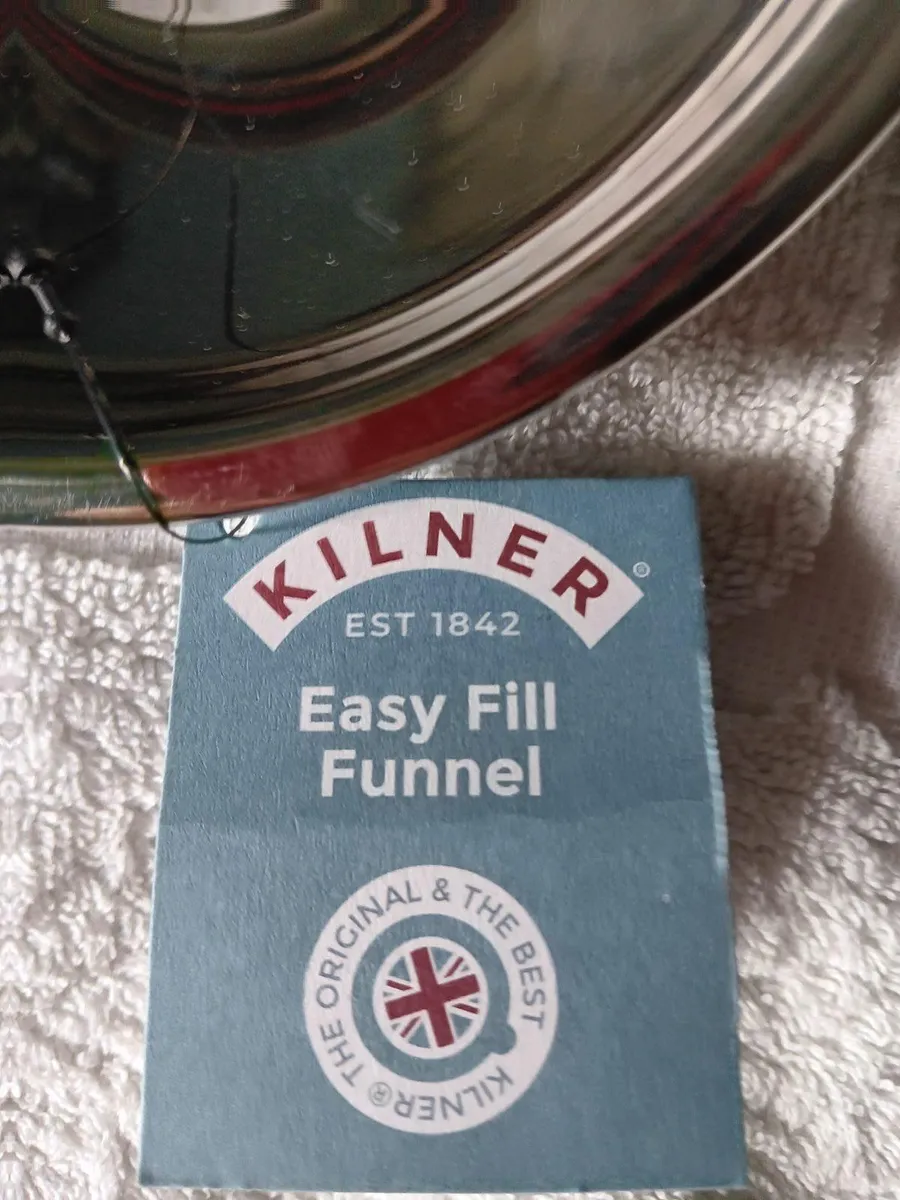 KILNER®
EST 1842
Easy Fill
Funnel
KILNER® THE ORIGINAL & THE BEST